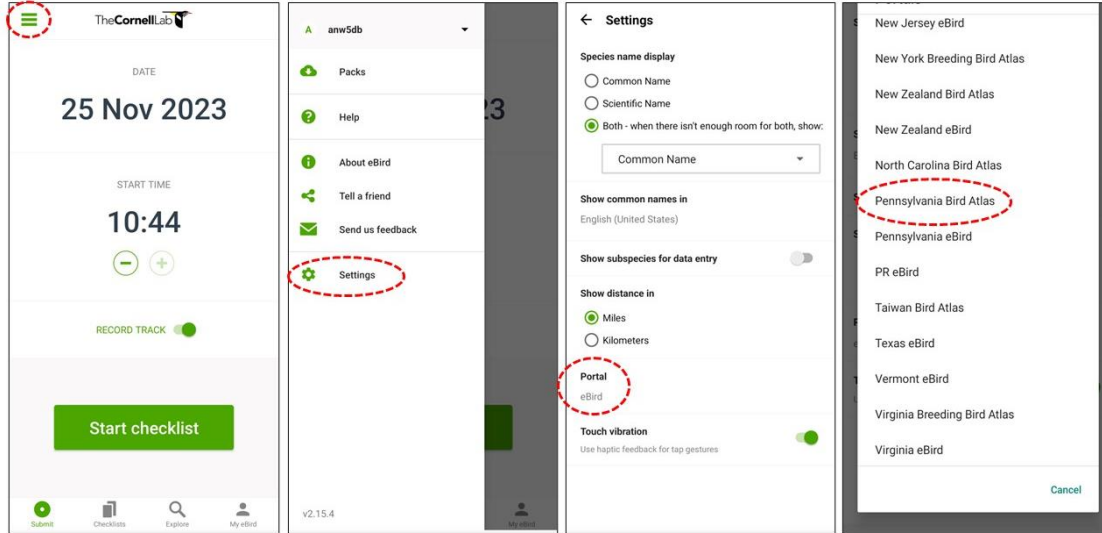 TheCornellLab
DATE
25 Nov 2023
START TIME
10:44
RECORD TRACK
Start checklist
Submit
Checklists
Explore
My eBird
A anw5db
Packs
Help
About eBird
Tell a friend
Send us feedback
Settings
v2.15.4
23
My eBird
Settings
Species name display
Common Name
Scientific Name
Both - when there isn't enough room for both, show:
Common Name
Show common names in
English (United States)
Show subspecies for data entry
Show distance in
Miles
Kilometers
Portal
eBird
Touch vibration
Use haptic feedback for tap gestures
New Jersey eBird
New York Breeding Bird Atlas
New Zealand Bird Atlas
New Zealand eBird
North Carolina Bird Atlas
Pennsylvania Bird Atlas
Pennsylvania eBird
PR eBird
Taiwan Bird Atlas
Texas eBird
Vermont eBird
Virginia Breeding Bird Atlas
Virginia eBird
Cancel